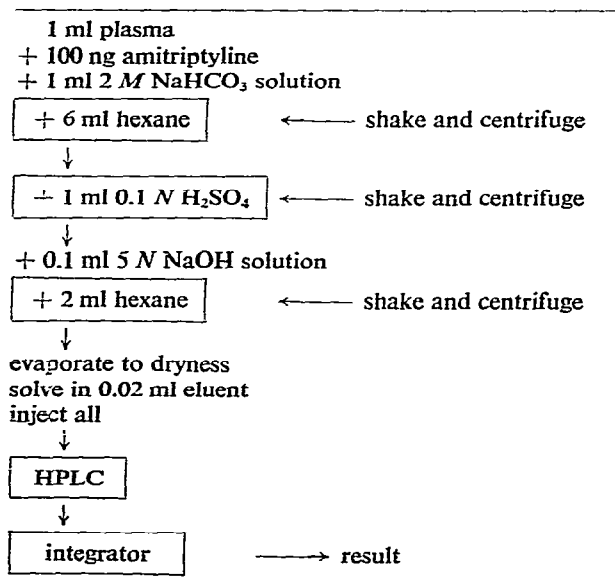 1 ml plasma
+ 100 ng amitriptyline
+ 1 ml 2 M NaHCO₃ solution
+ 6 ml hexane ← shake and centrifuge
↓
+ 1 ml 0.1 N H₂SO₄ ← shake and centrifuge
↓
+ 0.1 ml 5 N NaOH solution
+ 2 ml hexane ← shake and centrifuge
↓
evaporate to dryness
solve in 0.02 ml eluent
inject all
↓
HPLC
↓
integrator → result